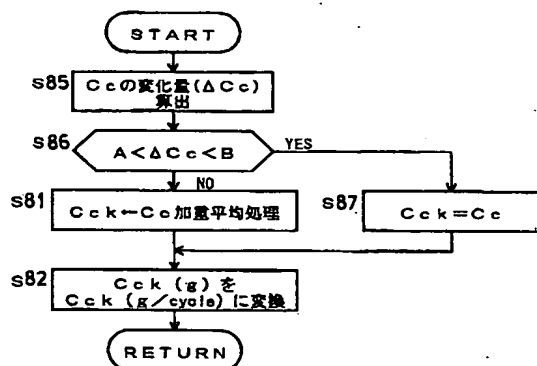 START
S85
Ccの変化量(ΔCc)
算出
S86
A<ΔCc<B
YES
NO
S81
Cck←Cc加重平均処理
S87
Cck=Cc
S82
Cck(g)を
Cck(g/cycle)に変換
RETURN